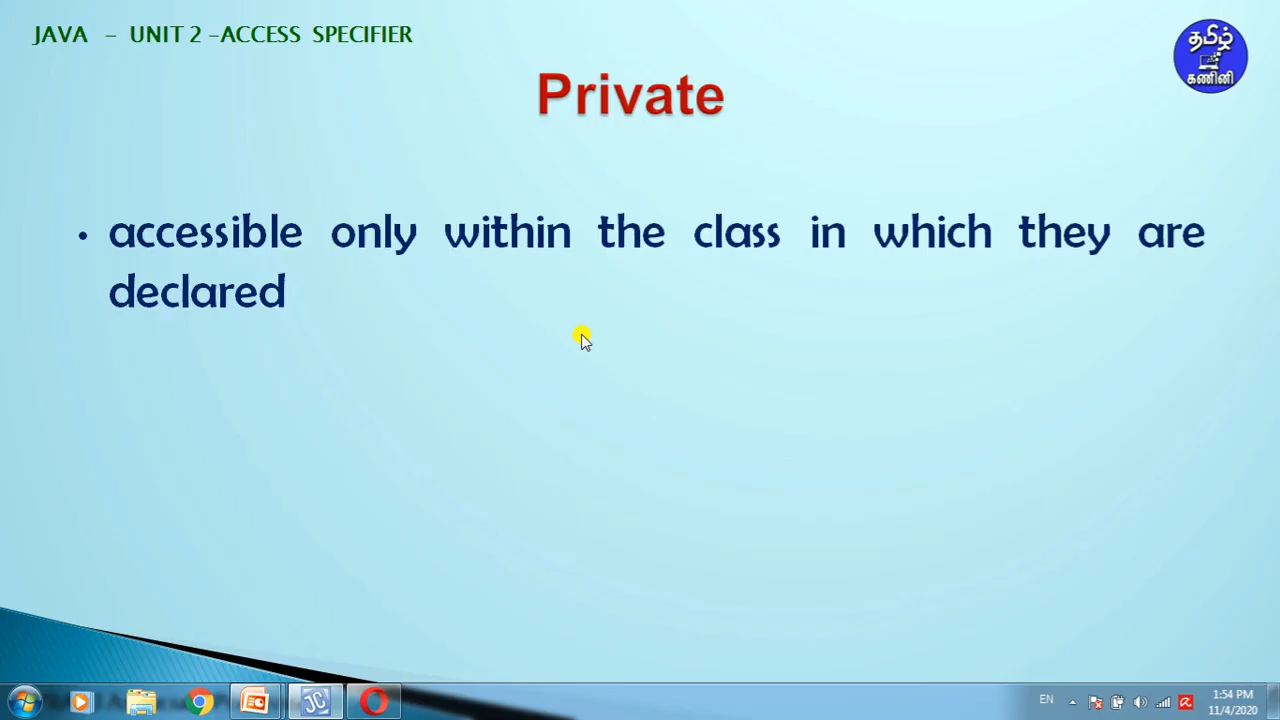 JAVA – UNIT 2 –ACCESS SPECIFIER
தமிழ்
கணினி
Private
• accessible only within the class in which they are
declared
EN
1:54 PM
11/4/2020